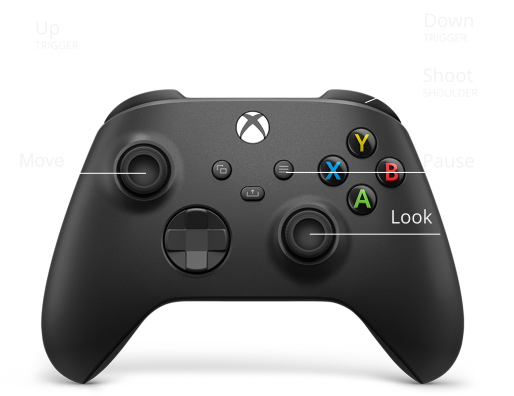 Up
TRIGGER
Down
TRIGGER
Shoot
SHOULDER
Move
Pause
Look
Y
X
B
A